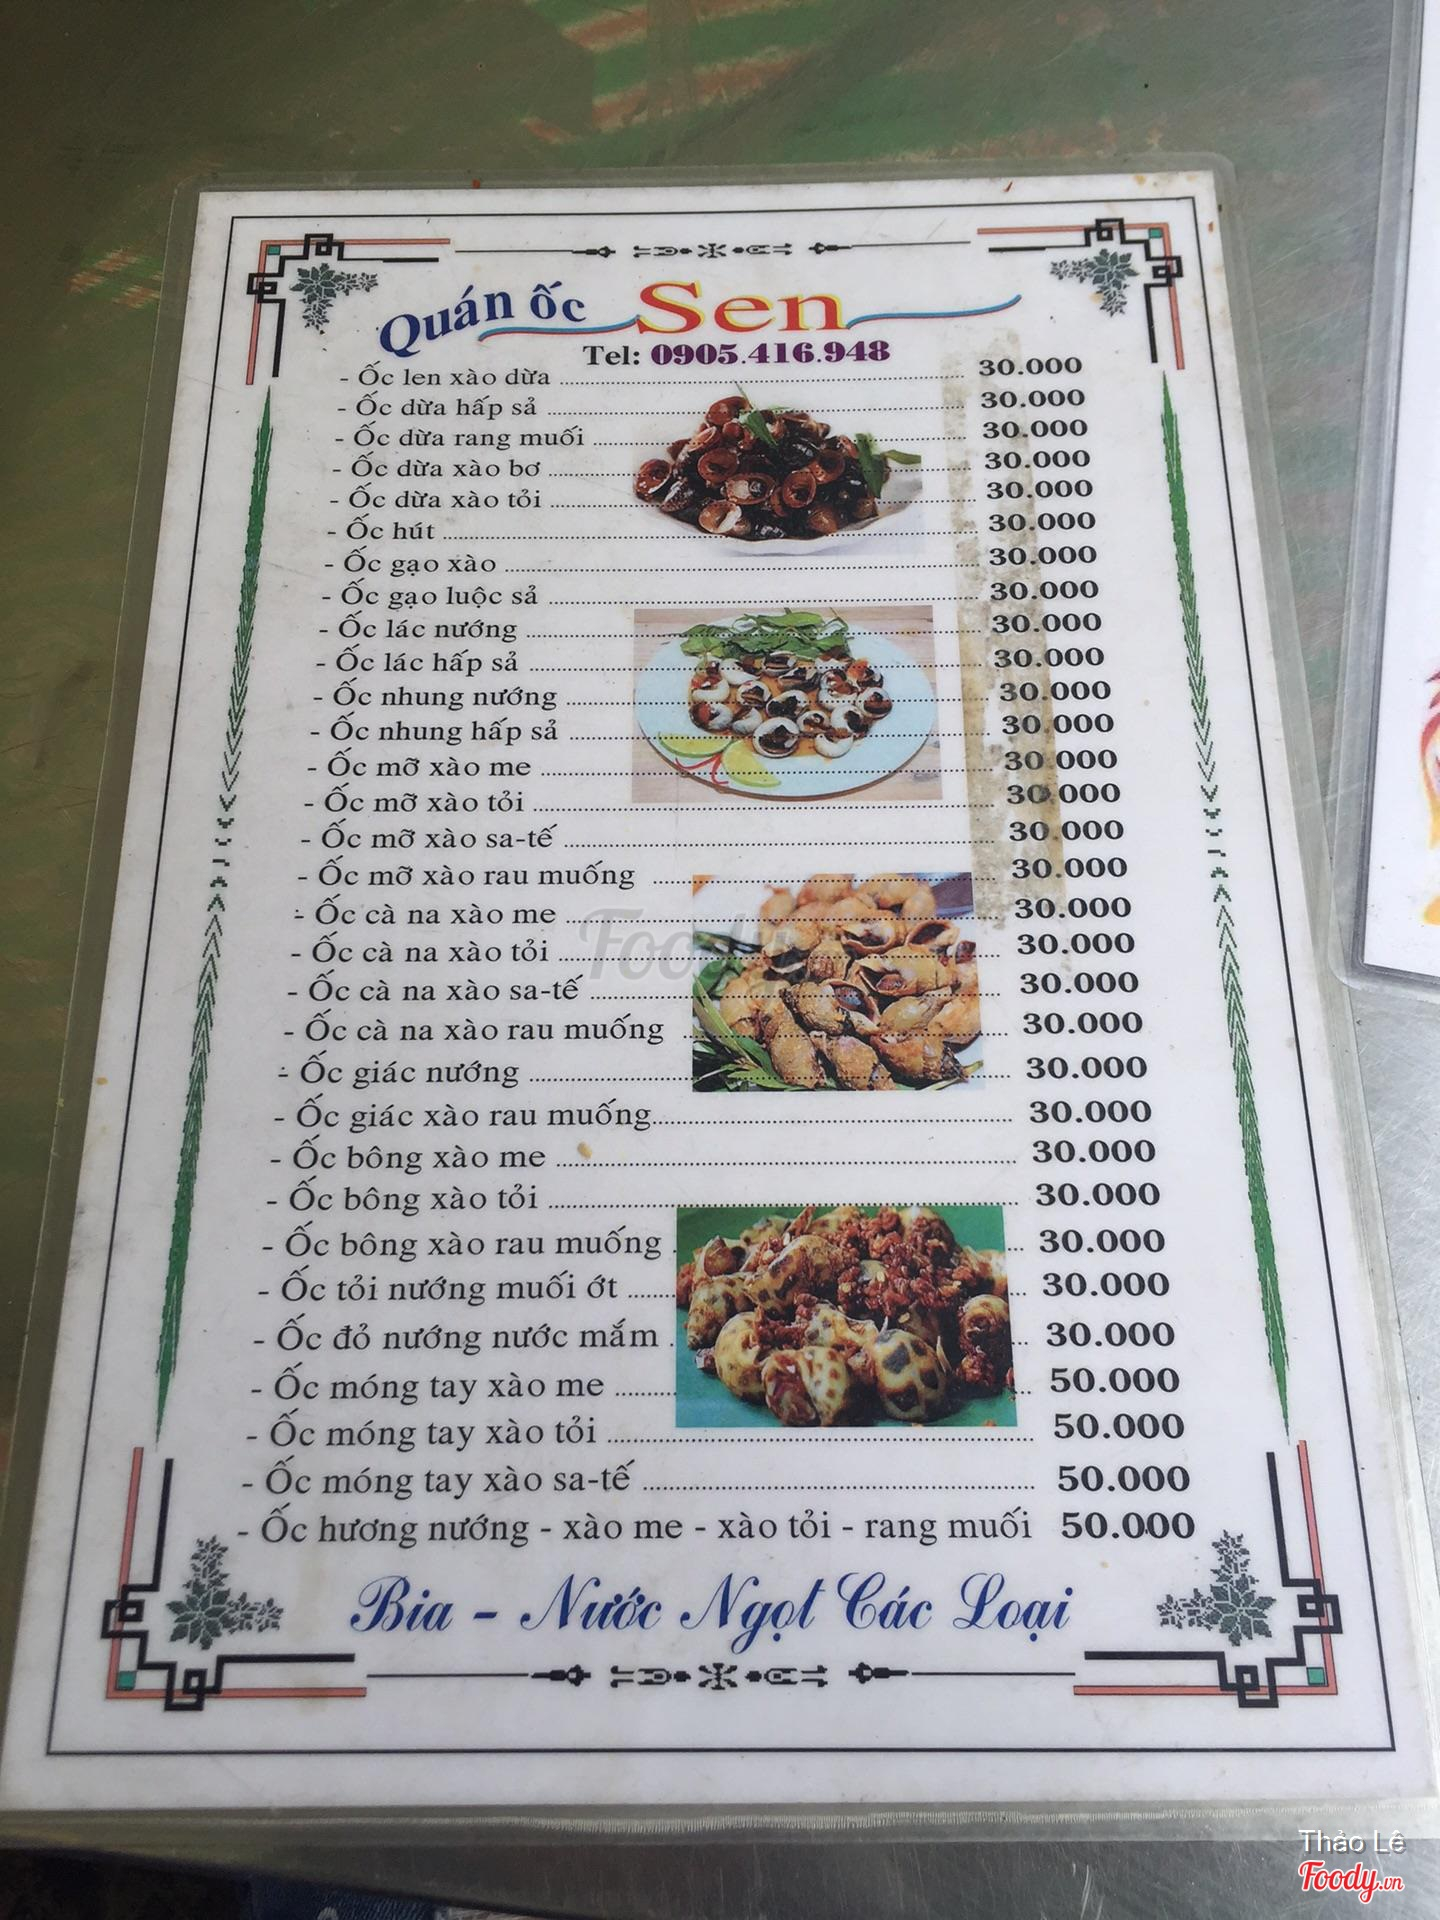 Quán ốc Sen
Tel: 0905.416.948
- Ốc len xào dừa 30.000
- Ốc dừa hấp sả 30.000
- Ốc dừa rang muối 30.000
- Ốc dừa xào bơ 30.000
- Ốc dừa xào tỏi 30.000
- Ốc hút 30.000
- Ốc gạo xào 30.000
- Ốc gạo luộc sả 30.000
- Ốc lác nướng 30.000
- Ốc lác hấp sả 30.000
- Ốc nhung nướng 30.000
- Ốc nhung hấp sả 30.000
- Ốc mỡ xào me 30.000
- Ốc mỡ xào tỏi 30.000
- Ốc mỡ xào sa-tế 30.000
- Ốc mỡ xào rau muống 30.000
- Ốc cà na xào me 30.000
- Ốc cà na xào tỏi 30.000
- Ốc cà na xào sa-tế 30.000
- Ốc cà na xào rau muống 30.000
- Ốc giác nướng 30.000
- Ốc giác xào rau muống 30.000
- Ốc bông xào me 30.000
- Ốc bông xào tỏi 30.000
- Ốc bông xào rau muống 30.000
- Ốc tỏi nướng muối ớt 30.000
- Ốc đỏ nướng nước mắm 30.000
- Ốc móng tay xào me 50.000
- Ốc móng tay xào tỏi 50.000
- Ốc móng tay xào sa-tế 50.000
- Ốc hương nướng - xào me - xào tỏi - rang muối 50.000
Bia - Nước Ngọt Các Loại
Foody
Thảo Lê
Foody.vn